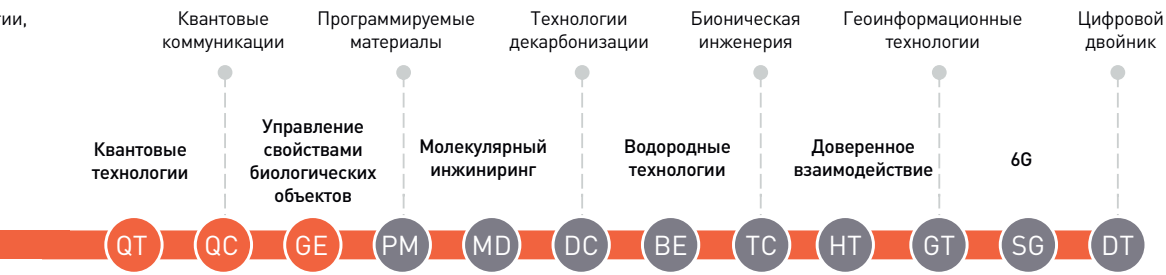 гии,
Квантовые
коммуникации
Программируемые
материалы
Технологии
декарбонизации
Бионическая
инженерия
Геоинформационные
технологии
Цифровой
двойник
Квантовые
технологии
Управление
свойствами
биологических
объектов
Молекулярный
инжиниринг
Водородные
технологии
Доверенное
взаимодействие
6G
QT QC GE PM MD DC BE TC HT GT SG DT